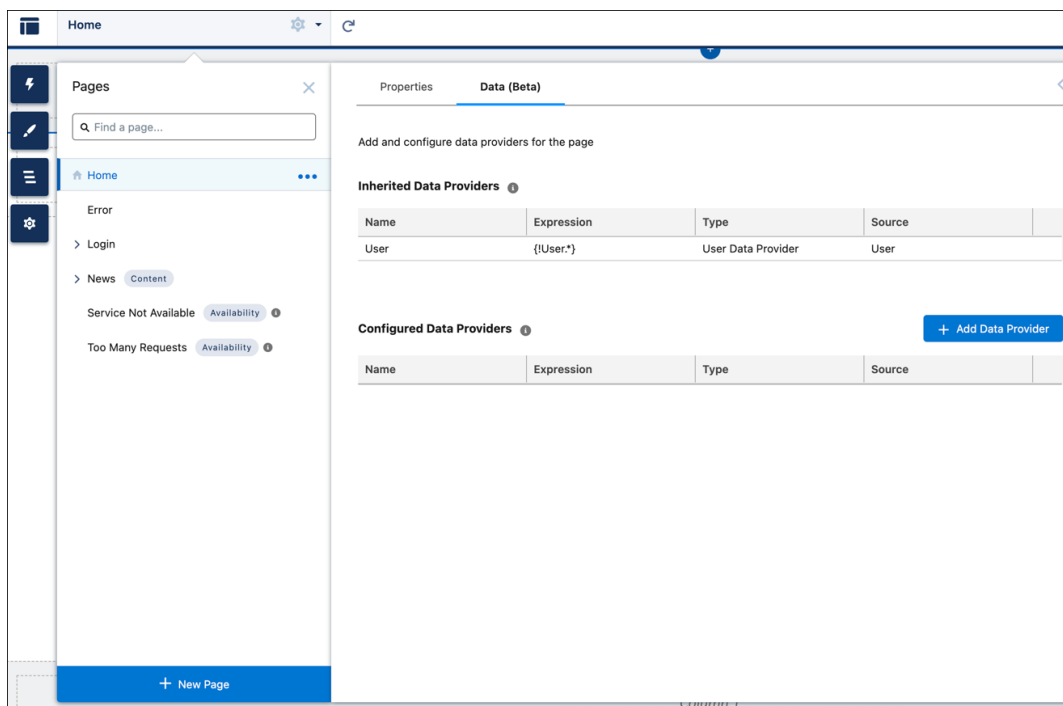 Home
Pages
Find a page...
Home
Error
Login
News Content
Service Not Available Availability
Too Many Requests Availability
+ New Page
Properties Data (Beta)
Add and configure data providers for the page
Inherited Data Providers
Name Expression Type Source
User {!User.*} User Data Provider User
Configured Data Providers
+ Add Data Provider
Name Expression Type Source